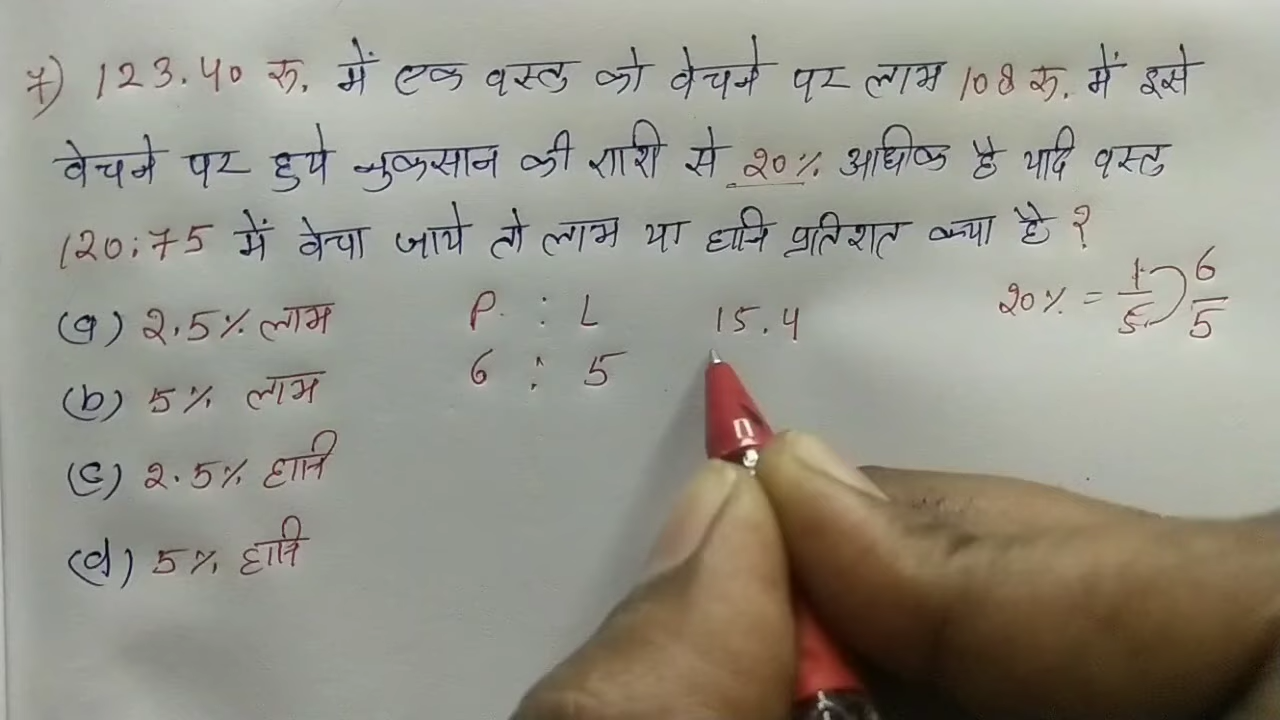 7) 123.40 रु. में एक वस्तु को बेचने पर लाभ 108 रु. में इसे
बेचने पर हुये नुकसान की राशि से 20% अधिक है यदि वस्तु
120.75 में बेचा जाये तो लाभ या हानि प्रतिशत क्या है ?
20% = 1/5 6/5
(a) 2.5% लाभ
P. : L 15.4
6 : 5
(b) 5% लाभ
(c) 2.5% हानि
(d) 5% हानि